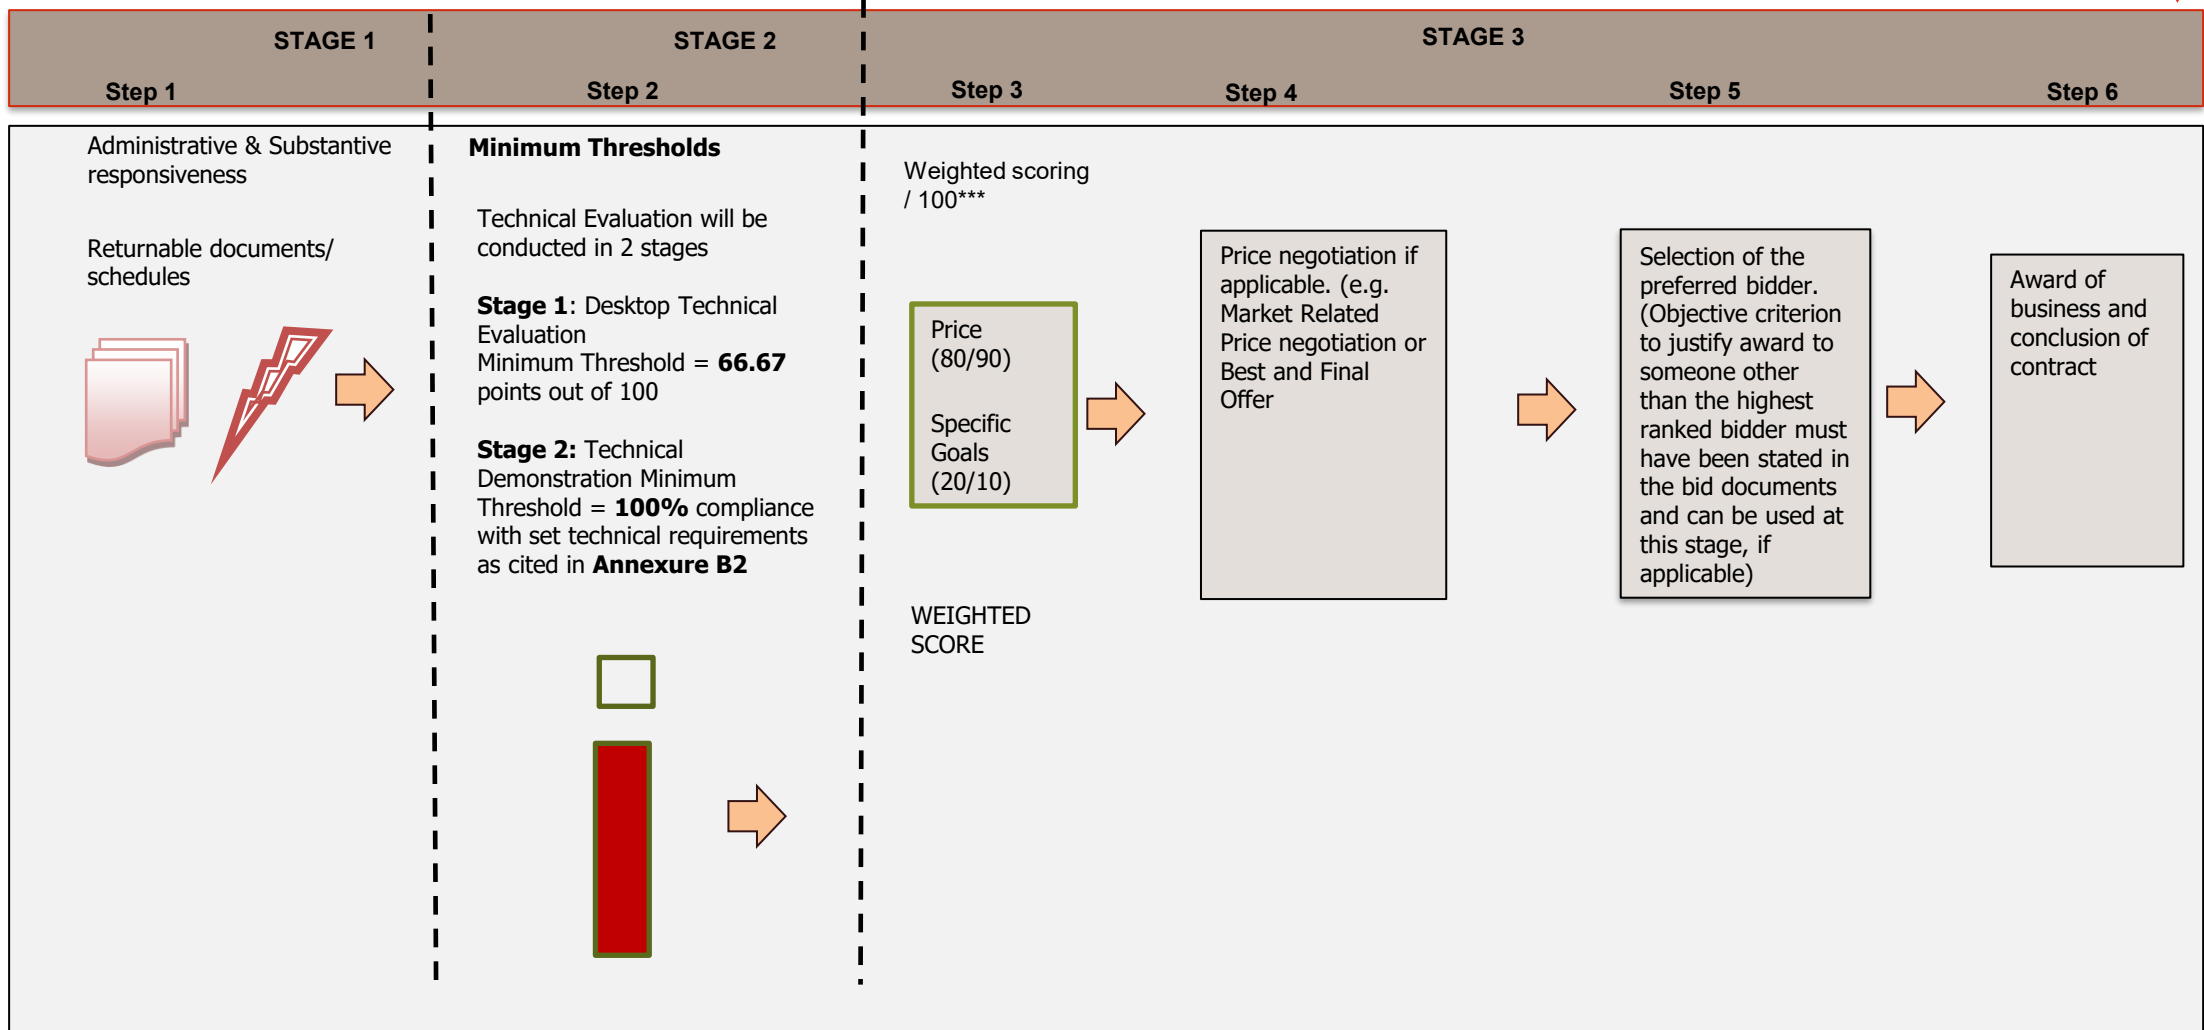 STAGE 1
STAGE 2
STAGE 3
Step 1
Step 2
Step 3
Step 4
Step 5
Step 6
Administrative & Substantive
responsiveness
Returnable documents/
schedules
Minimum Thresholds
Technical Evaluation will be
conducted in 2 stages
Stage 1: Desktop Technical
Evaluation
Minimum Threshold = 66.67
points out of 100
Stage 2: Technical
Demonstration Minimum
Threshold = 100% compliance
with set technical requirements
as cited in Annexure B2
Weighted scoring
/ 100***
Price
(80/90)
Specific
Goals
(20/10)
WEIGHTED
SCORE
Price negotiation if
applicable. (e.g.
Market Related
Price negotiation or
Best and Final
Offer
Selection of the
preferred bidder.
(Objective criterion
to justify award to
someone other
than the highest
ranked bidder must
have been stated in
the bid documents
and can be used at
this stage, if
applicable)
Award of
business and
conclusion of
contract